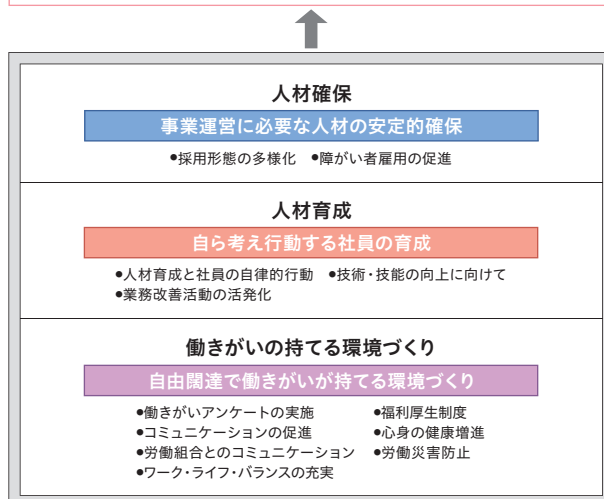 人材確保
事業運営に必要な人材の安定的確保
●採用形態の多様化 ●障がい者雇用の促進
人材育成
自ら考え行動する社員の育成
●人材育成と社員の自律的行動 ●技術・技能の向上に向けて
●業務改善活動の活発化
働きがいの持てる環境づくり
自由闊達で働きがいが持てる環境づくり
●働きがいアンケートの実施 ●福利厚生制度
●コミュニケーションの促進 ●心身の健康増進
●労働組合とのコミュニケーション ●労働災害防止
●ワーク・ライフ・バランスの充実